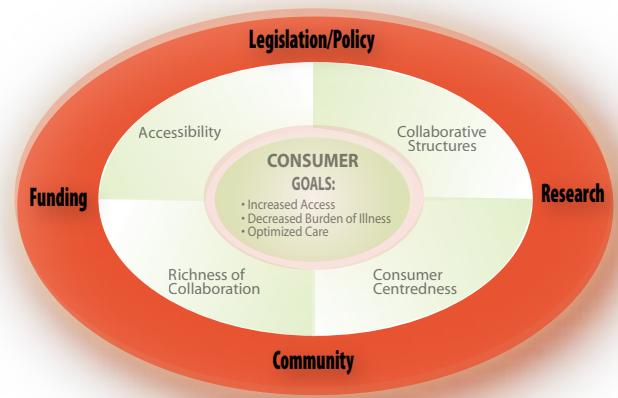 Legislation/Policy
Accessibility
Collaborative
Structures
CONSUMER
GOALS:
• Increased Access
• Decreased Burden of Illness
• Optimized Care
Funding
Research
Richness of
Collaboration
Consumer
Centredness
Community